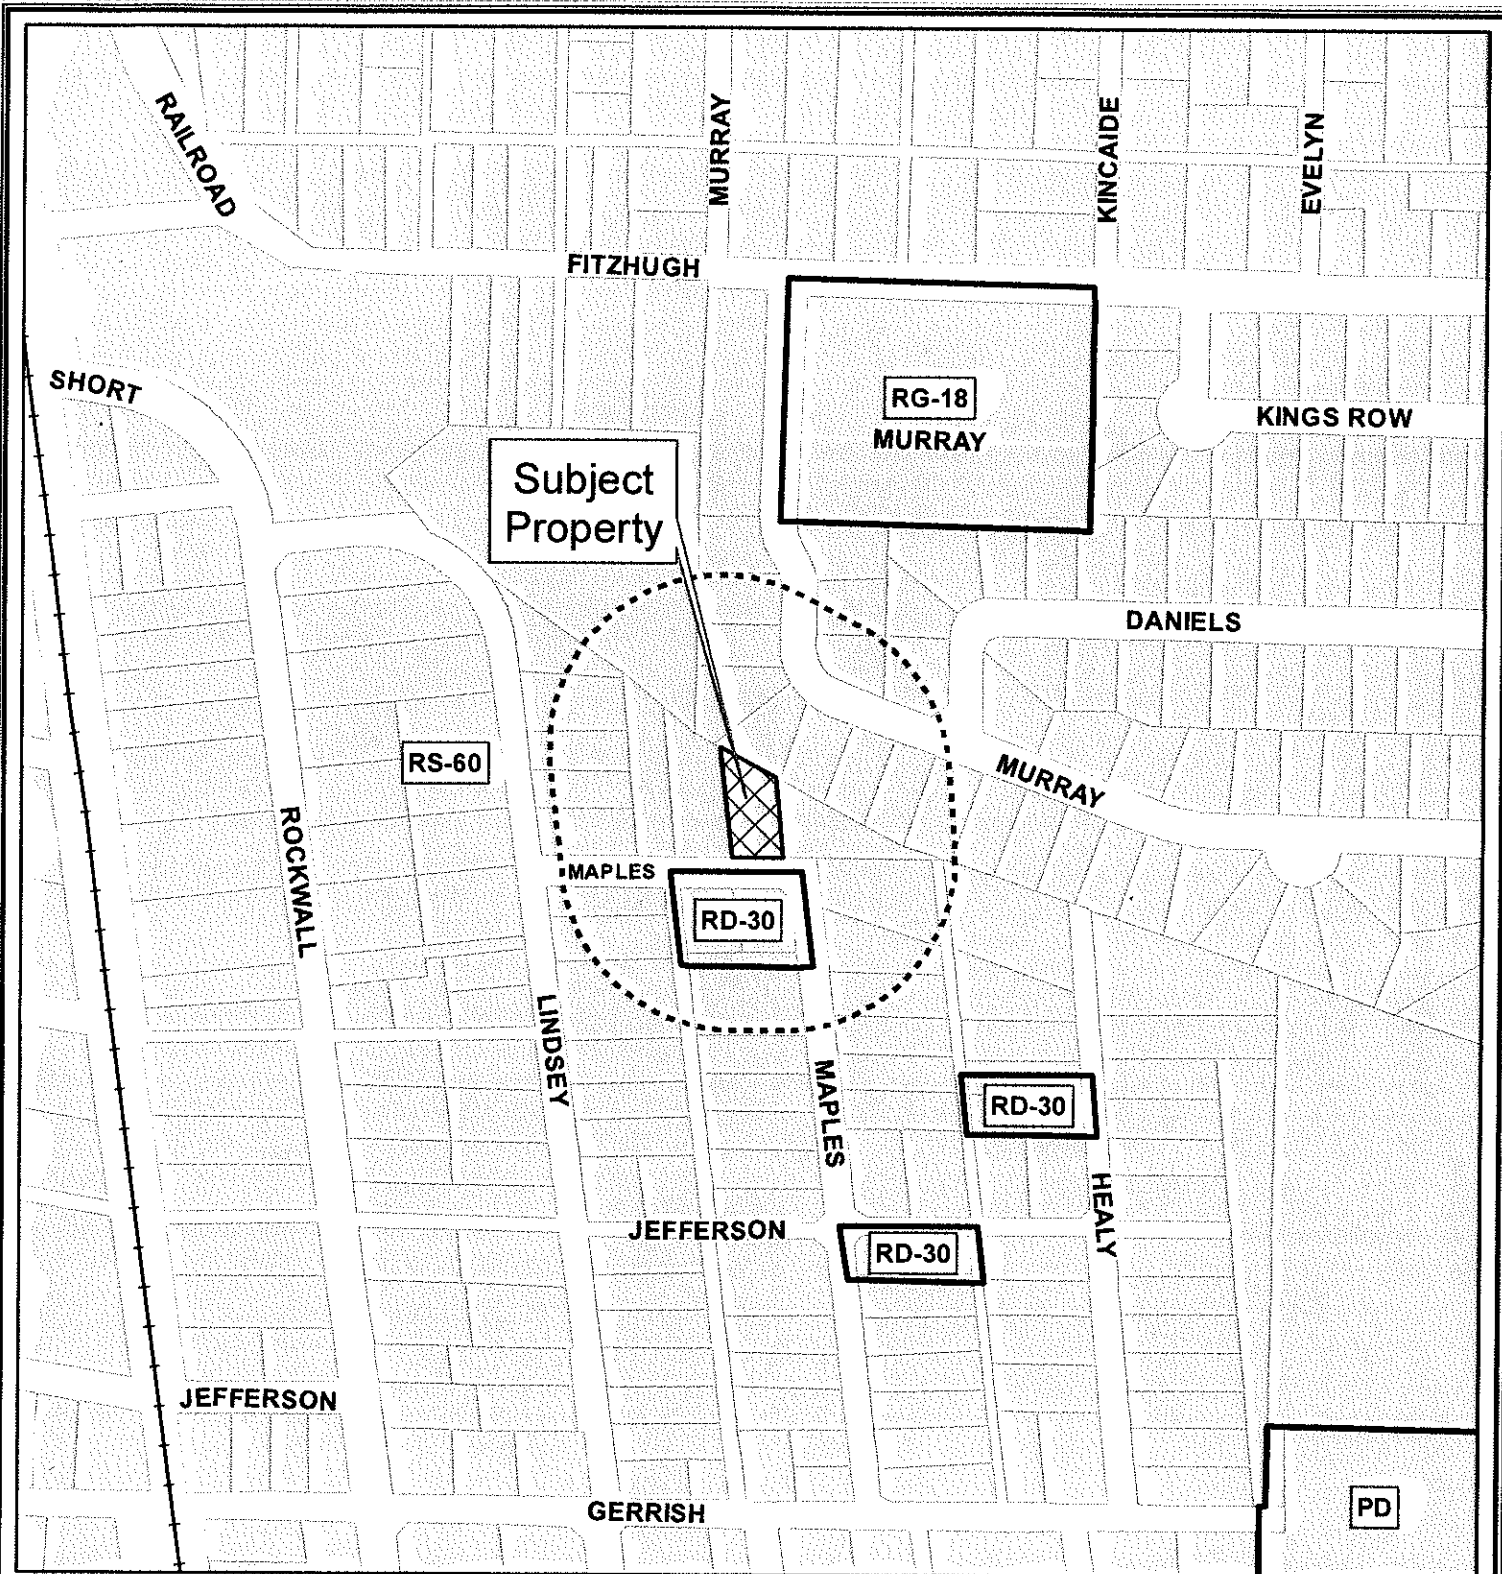 RAILROAD
MURRAY
KINCAIDE
EVELYN
FITZHUGH
SHORT
RG-18
MURRAY
KINGS ROW
Subject
Property
DANIELS
RS-60
MURRAY
ROCKWALL
MAPLES
RD-30
LINDSEY
MAPLES
RD-30
HEALY
JEFFERSON
RD-30
JEFFERSON
GERRISH
PD